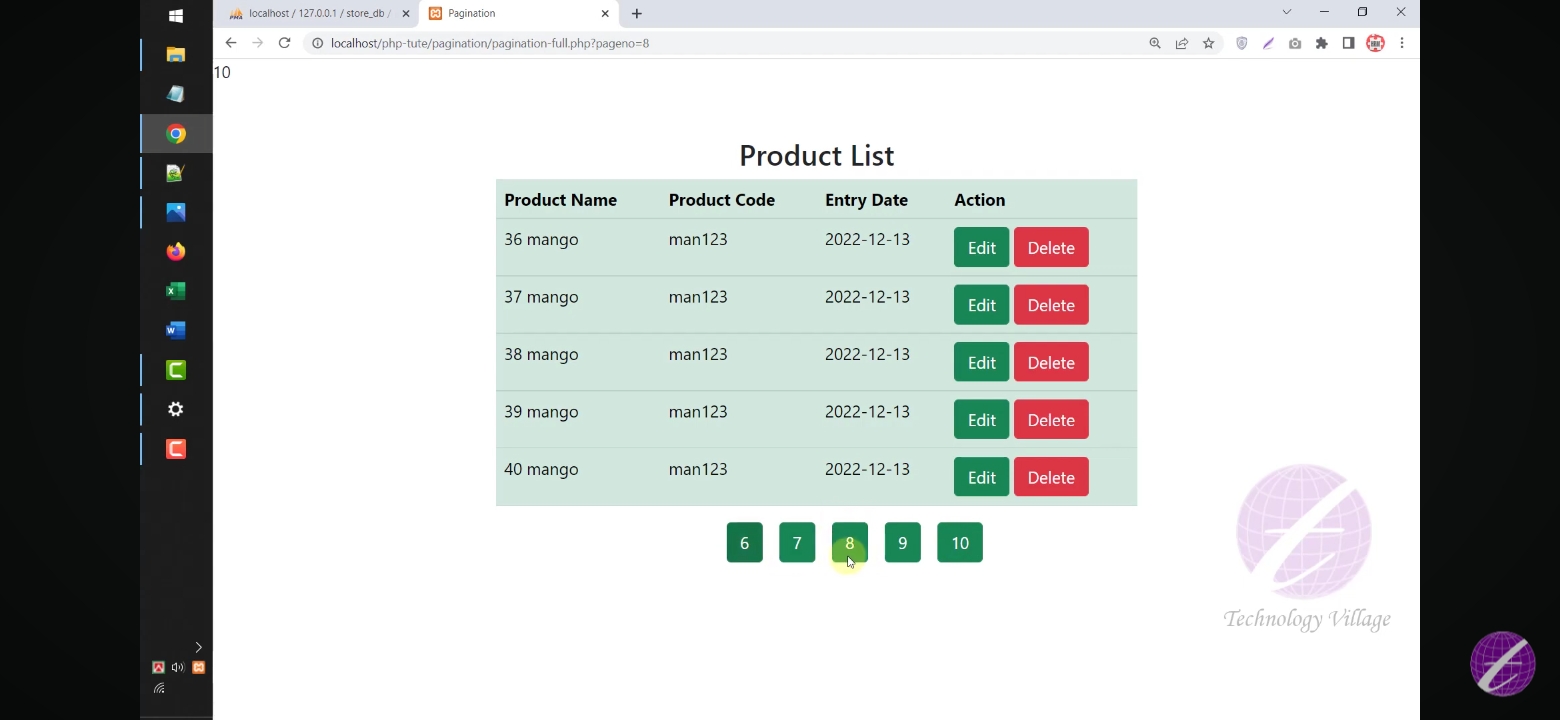 localhost / 127.0.0.1 / store_db /
Pagination
localhost/php-tute/pagination/pagination-full.php?pageno=8
10
Product List
Product Name Product Code Entry Date Action
36 mango man123 2022-12-13 Edit Delete
37 mango man123 2022-12-13 Edit Delete
38 mango man123 2022-12-13 Edit Delete
39 mango man123 2022-12-13 Edit Delete
40 mango man123 2022-12-13 Edit Delete
6 7 8 9 10
Technology Village